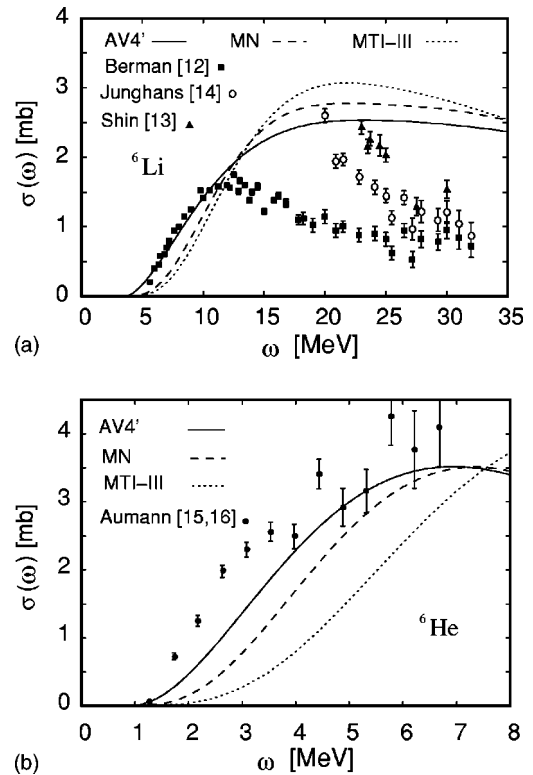 AV4' MN MTI–III
Berman [12]
Junghans [14]
Shin [13]
⁶Li
σ(ω) [mb]
4
3
2
1
0
0 5 10 15 20 25 30 35
ω [MeV]
(a)
AV4'
MN
MTI–III
Aumann [15,16]
⁶He
σ(ω) [mb]
4
3
2
1
0
0 1 2 3 4 5 6 7 8
ω [MeV]
(b)